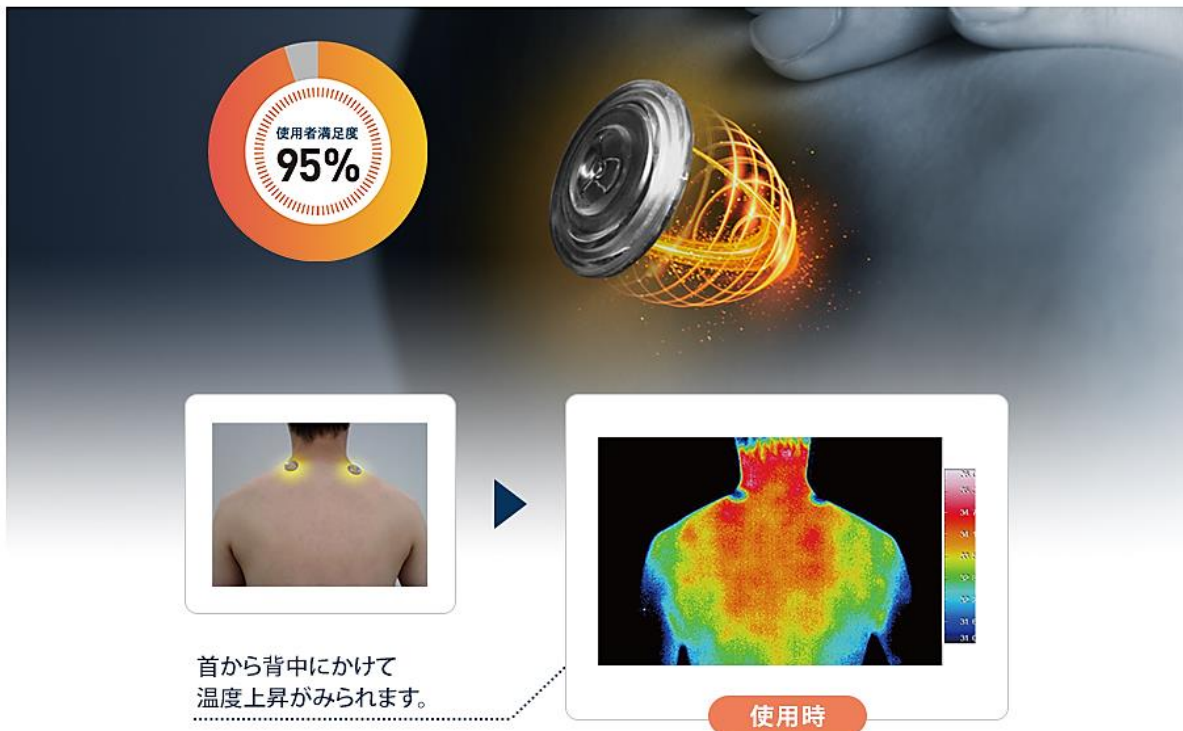 使用者満足度
95%
首から背中にかけて
温度上昇がみられます。
使用時